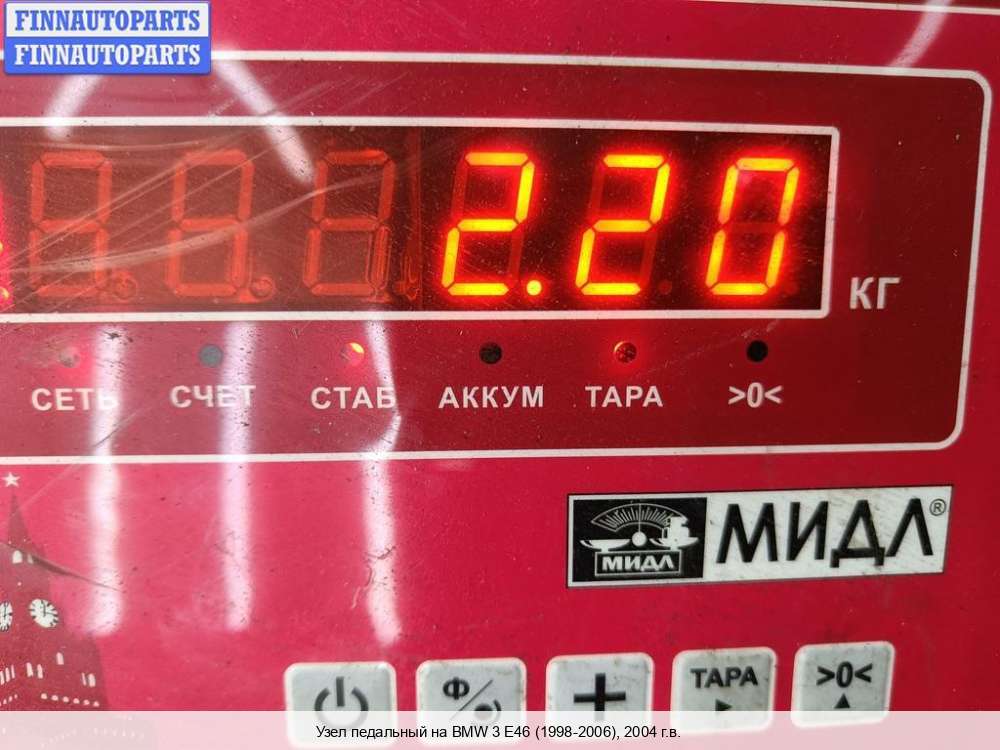 FINNAUTOPARTS
FINNAUTOPARTS
2.20
КГ
СЕТЬ СЧЕТ СТАБ АККУМ ТАРА >0<
МИДЛ МИДЛ®
Ф ТАРА >0<
Узел педальный на BMW 3 E46 (1998-2006), 2004 г.в.